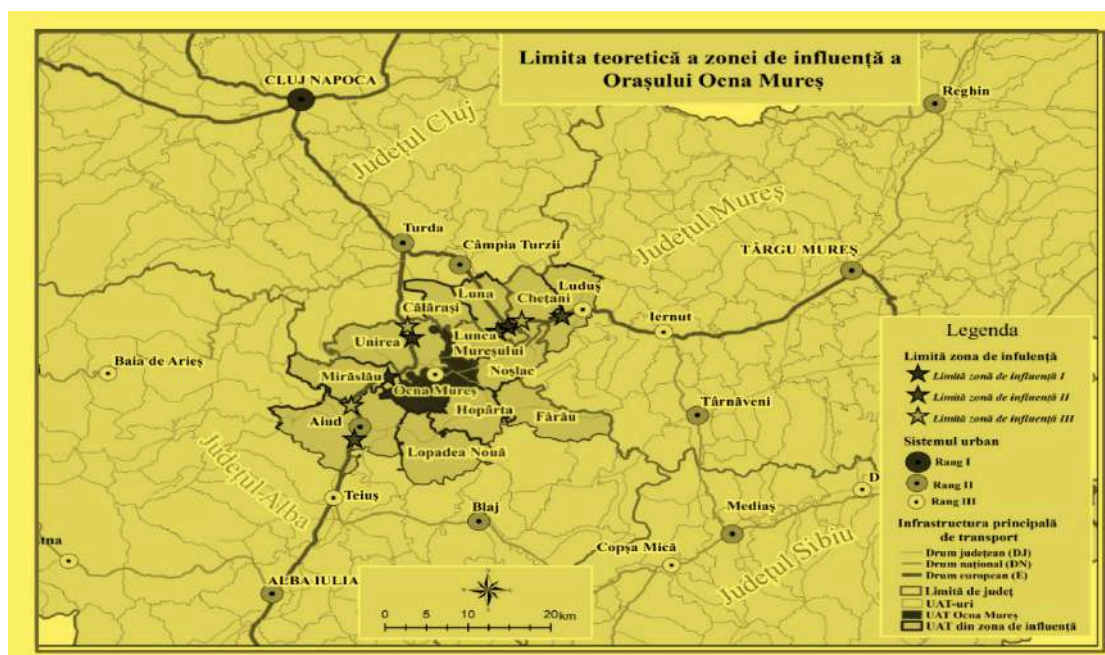 Limita teoretică a zonei de influență a
Orașului Ocna Mureș
CLUJ NAPOCA
Reghin
Județul Cluj
Județul Mureș
Turda
Câmpia Turzii
TÂRGU MUREȘ
Luduș
Luna
Chețani
Călărași
Iernut
Unirea
Lunca
Mureșului
Baia de Arieș
Mirăslău
Noșlac
Ocna Mureș
Târnăveni
Aiud
Hopârta
Fărău
Lopadea Nouă
Județul Alba
Teiuș
Blaj
Mediaș
Copșa Mică
Județul Sibiu
ALBA IULIA
tna
D
0 5 10 20
km
Legenda
Limită zona de infulență
Limită zonă de influență I
Limită zonă de influență II
Limită zonă de influență III
Sistemul urban
Rang I
Rang II
Rang III
Infrastructura principală
de transport
Drum județean (DJ)
Drum național (DN)
Drum european (E)
Limită de județ
UAT-uri
UAT Ocna Mureș
UAT din zona de influență